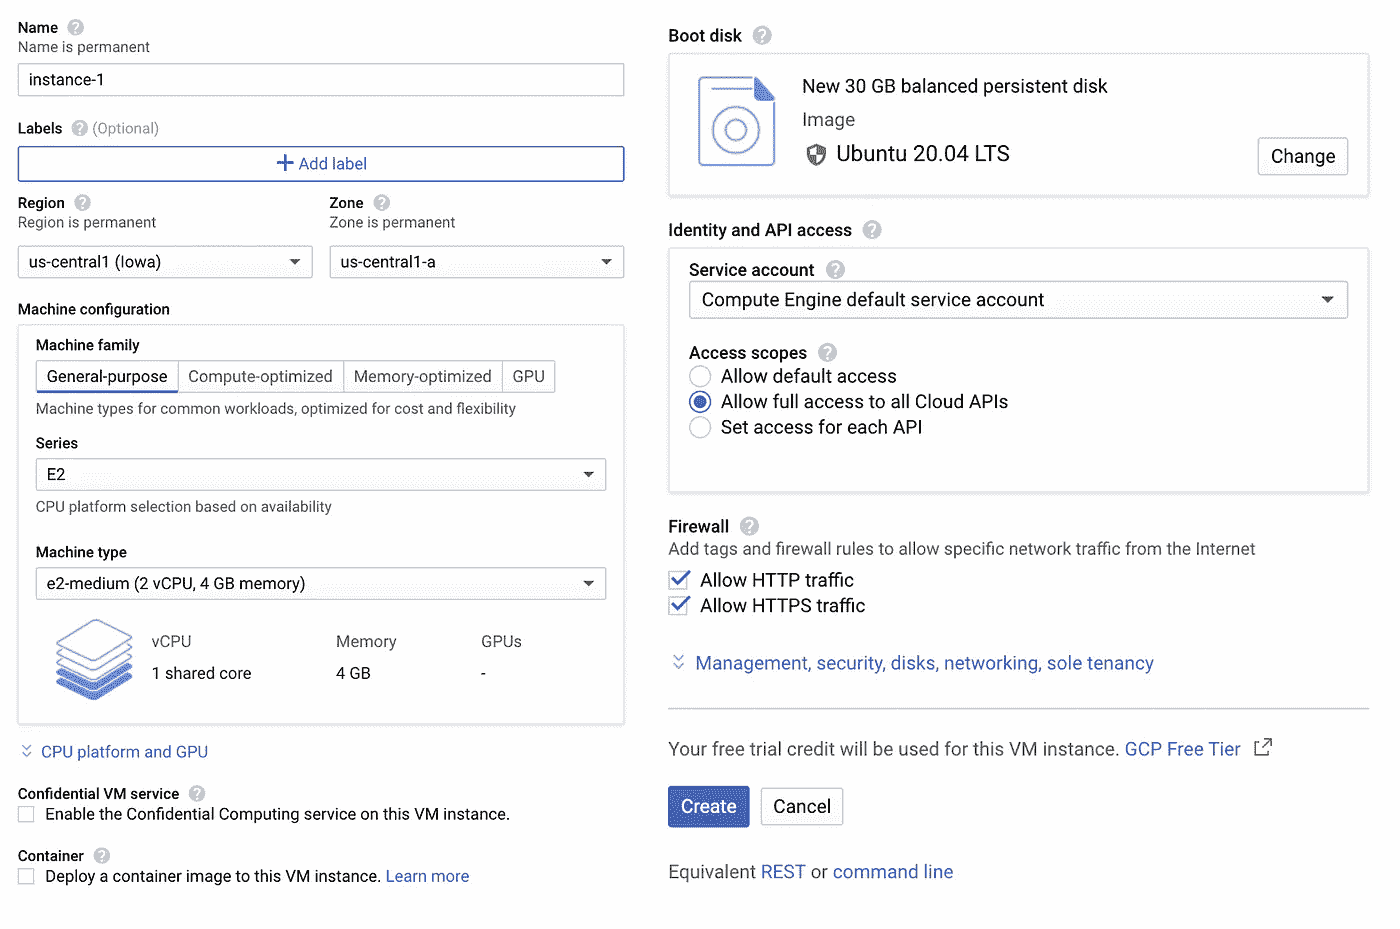 Name
Name is permanent
instance-1
Labels (Optional)
Add label
Region
Region is permanent
us-central1 (Iowa)
Zone
Zone is permanent
us-central1-a
Machine configuration
Machine family
General-purpose Compute-optimized Memory-optimized GPU
Machine types for common workloads, optimized for cost and flexibility
Series
E2
CPU platform selection based on availability
Machine type
e2-medium (2 vCPU, 4 GB memory)
vCPU Memory GPUs
1 shared core 4 GB -
CPU platform and GPU
Confidential VM service
Enable the Confidential Computing service on this VM instance.
Container
Deploy a container image to this VM instance. Learn more
Boot disk
New 30 GB balanced persistent disk
Image
Ubuntu 20.04 LTS
Change
Identity and API access
Service account
Compute Engine default service account
Access scopes
Allow default access
Allow full access to all Cloud APIs
Set access for each API
Firewall
Add tags and firewall rules to allow specific network traffic from the Internet
Allow HTTP traffic
Allow HTTPS traffic
Management, security, disks, networking, sole tenancy
Your free trial credit will be used for this VM instance. GCP Free Tier
Create Cancel
Equivalent REST or command line